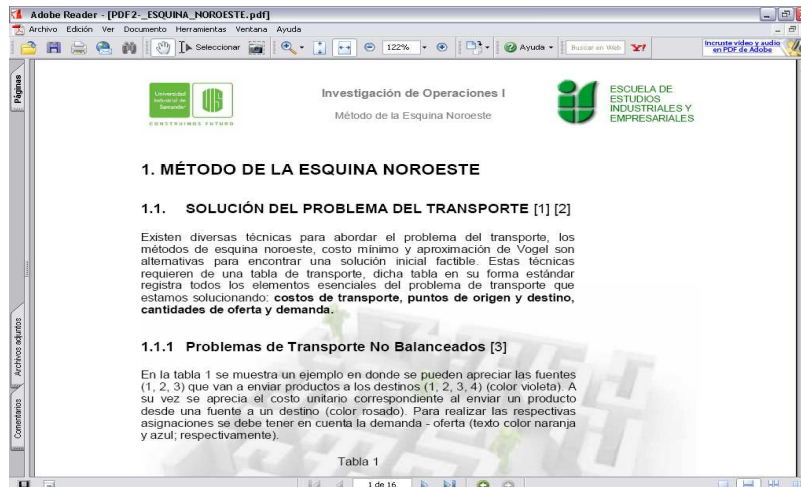 Adobe Reader - [PDF2-_ESQUINA_NOROESTE.pdf]
Archivo Edición Ver Documento Herramientas Ventana Ayuda
Seleccionar 122% Ayuda Buscar en Web Y! Incruste vídeo y audio en PDF de Adobe
Páginas
Archivos adjuntos
Comentarios
Universidad
Industrial de
Santander
CONSTRUIMOS FUTURO
Investigación de Operaciones I
Método de la Esquina Noroeste
ESCUELA DE
ESTUDIOS
INDUSTRIALES Y
EMPRESARIALES
1. MÉTODO DE LA ESQUINA NOROESTE
1.1. SOLUCIÓN DEL PROBLEMA DEL TRANSPORTE [1] [2]
Existen diversas técnicas para abordar el problema del transporte, los
métodos de esquina noroeste, costo mínimo y aproximación de Vogel son
alternativas para encontrar una solución inicial factible. Estas técnicas
requieren de una tabla de transporte, dicha tabla en su forma estándar
registra todos los elementos esenciales del problema de transporte que
estamos solucionando: costos de transporte, puntos de origen y destino,
cantidades de oferta y demanda.
1.1.1 Problemas de Transporte No Balanceados [3]
En la tabla 1 se muestra un ejemplo en donde se pueden apreciar las fuentes
(1, 2, 3) que van a enviar productos a los destinos (1, 2, 3, 4) (color violeta). A
su vez se aprecia el costo unitario correspondiente al enviar un producto
desde una fuente a un destino (color rosado). Para realizar las respectivas
asignaciones se debe tener en cuenta la demanda - oferta (texto color naranja
y azul; respectivamente).
Tabla 1
1 de 16